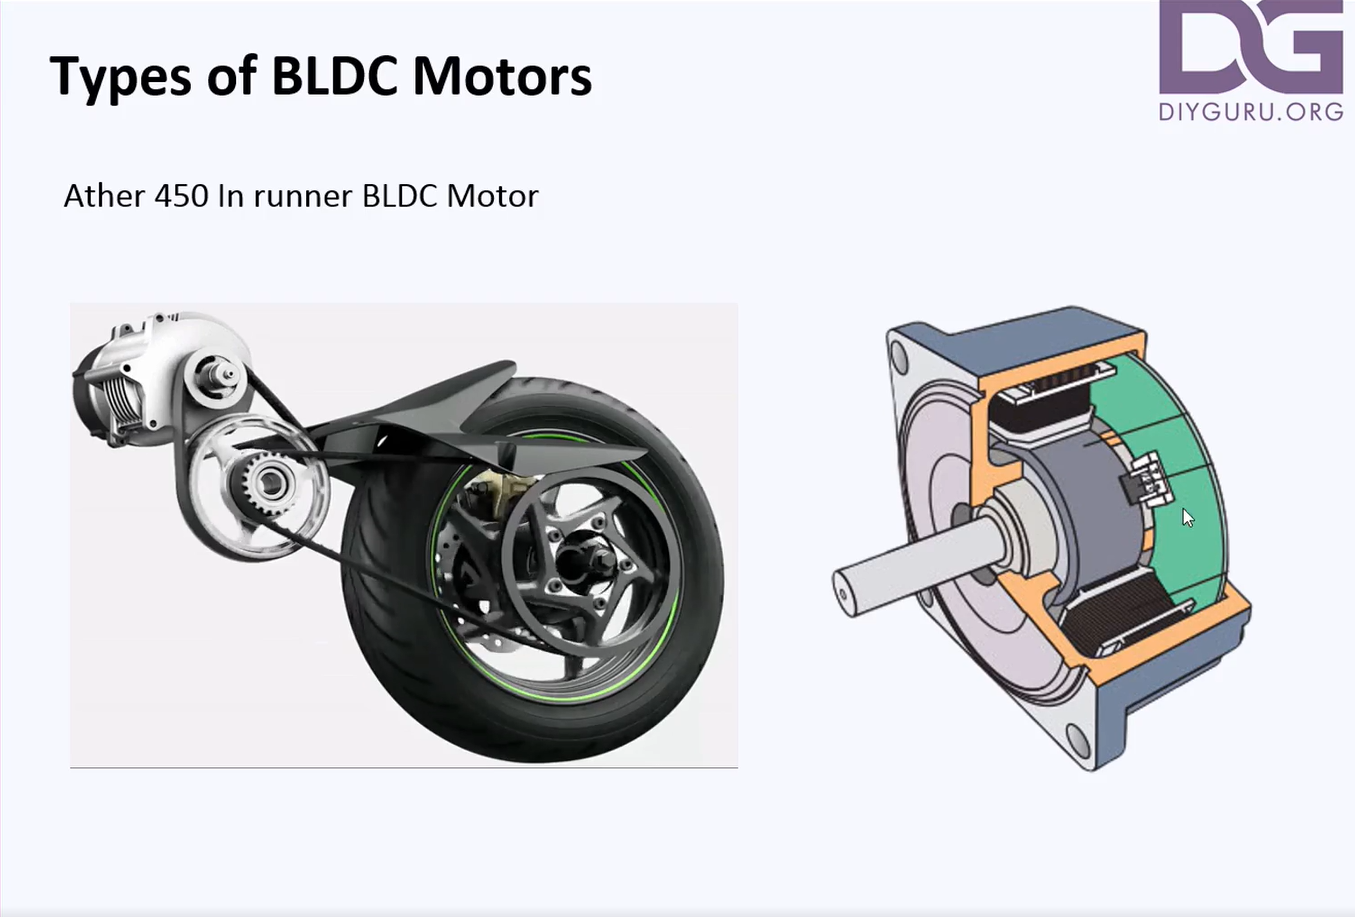 Types of BLDC Motors
DG
DIYGURU.ORG
Ather 450 In runner BLDC Motor